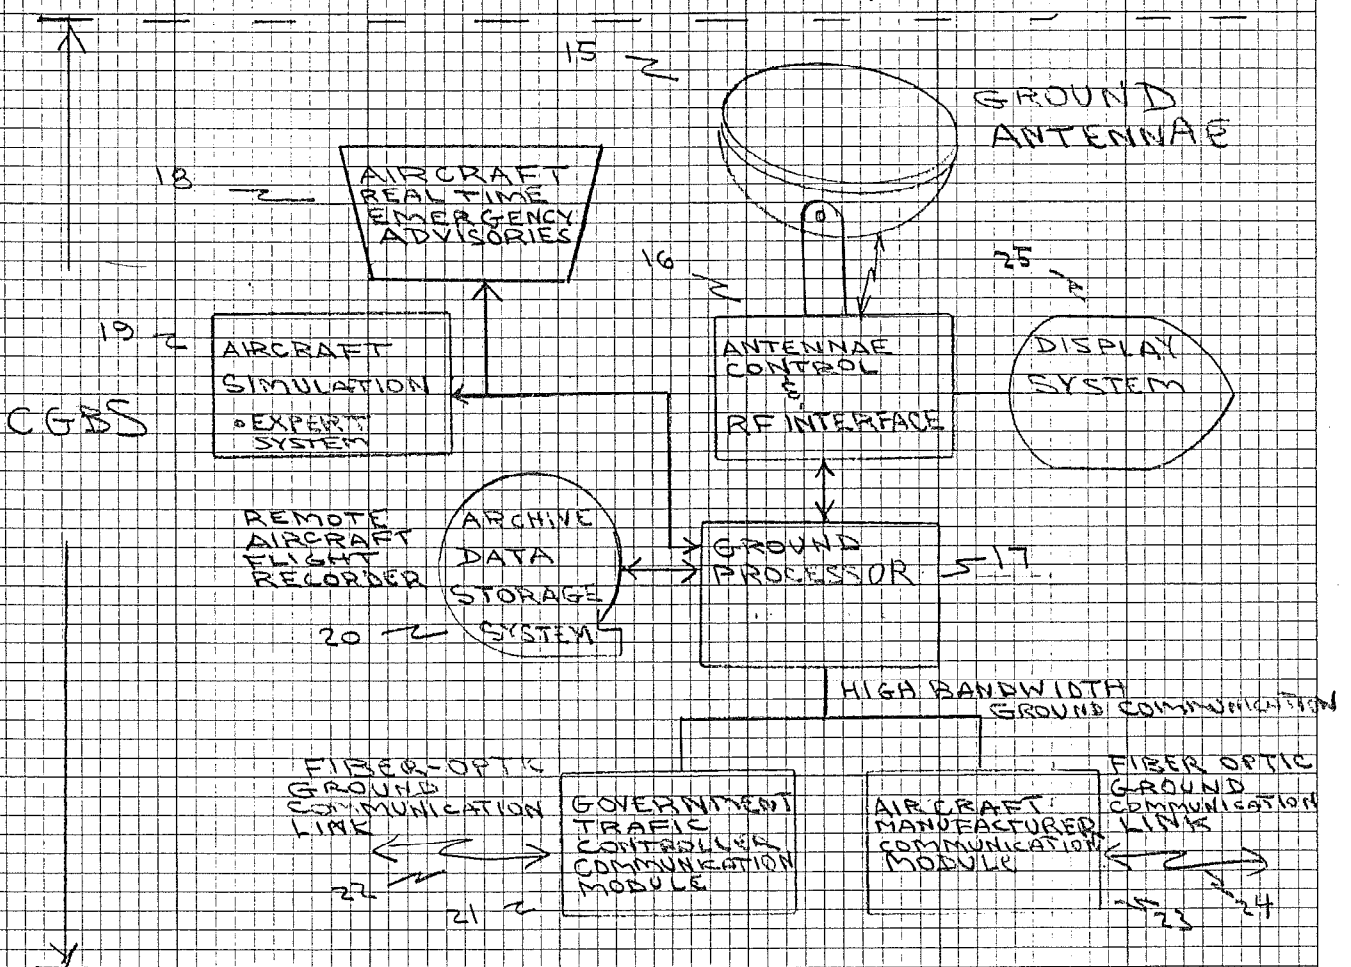 15
GROUND
ANTENNAE
18
AIRCRAFT
REAL TIME
EMERGENCY
ADVISORIES
16
25
19
AIRCRAFT
SIMULATION
•EXPERT
SYSTEM
ANTENNAE
CONTROL
&
RF INTERFACE
DISPLAY
SYSTEM
CGBS
REMOTE
AIRCRAFT
FLIGHT
RECORDER
ARCHIVE
DATA
STORAGE
SYSTEM
20
GROUND
PROCESSOR
17
HIGH BANDWIDTH
GROUND COMMUNICATION
FIBER-OPTIC
GROUND
COMMUNICATION
LINK
22
21
GOVERNTMENT
TRAFIC
CONTROLLER
COMMUNICATION
MODULE
AIRCRAFT
MANUFACTURED
COMMUNICATION
MODULE
FIBER OPTIC
GROUND
COMMUNICATION
LINK
23
24